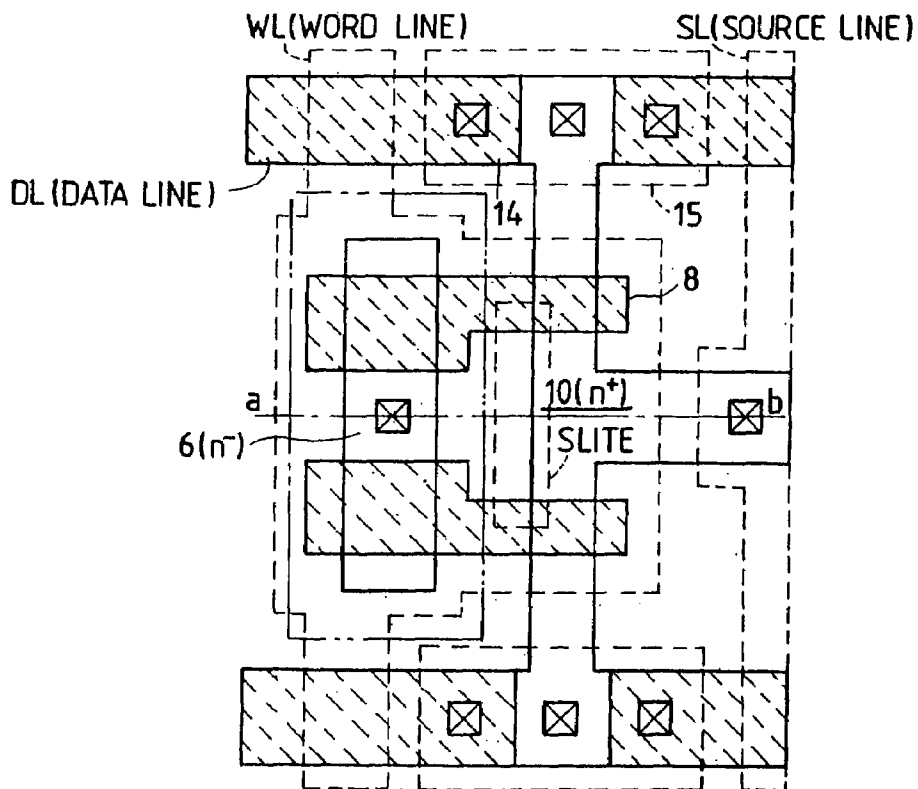 WL(WORD LINE)
SL(SOURCE LINE)
DL(DATA LINE)
14
15
8
a
10(n⁺)
b
6(n⁻)
SLITE